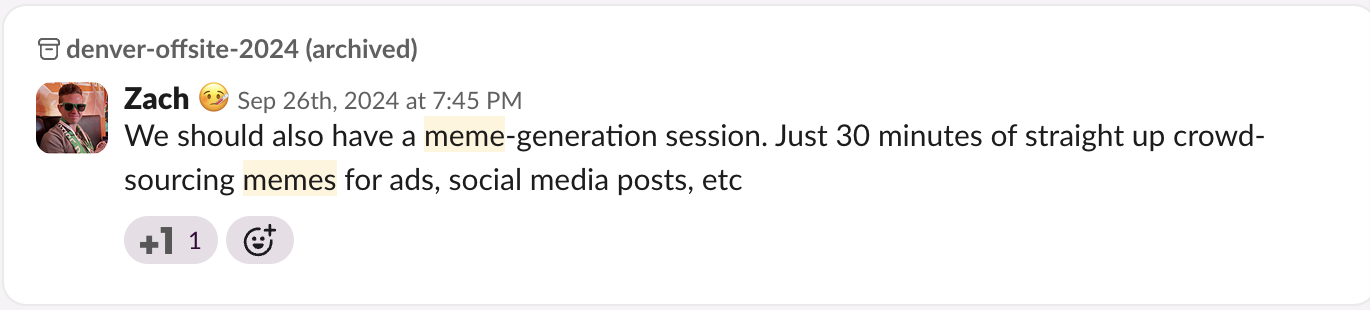 denver-offsite-2024 (archived)
Zach 🤒 Sep 26th, 2024 at 7:45 PM
We should also have a meme-generation session. Just 30 minutes of straight up crowd-
sourcing memes for ads, social media posts, etc
+1 1